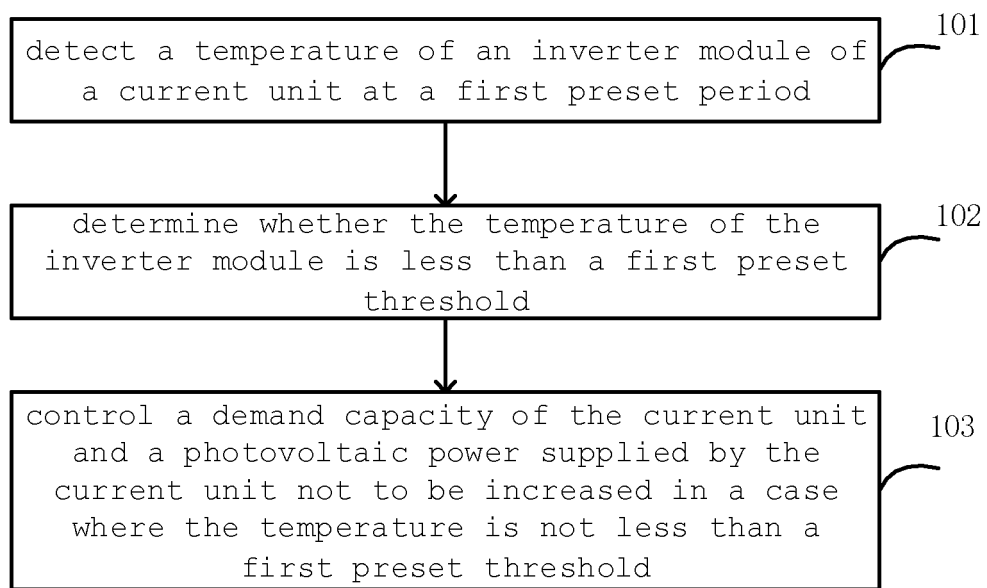 detect a temperature of an inverter module of
a current unit at a first preset period
101
determine whether the temperature of the
inverter module is less than a first preset
threshold
102
control a demand capacity of the current unit
and a photovoltaic power supplied by the
current unit not to be increased in a case
where the temperature is not less than a
first preset threshold
103